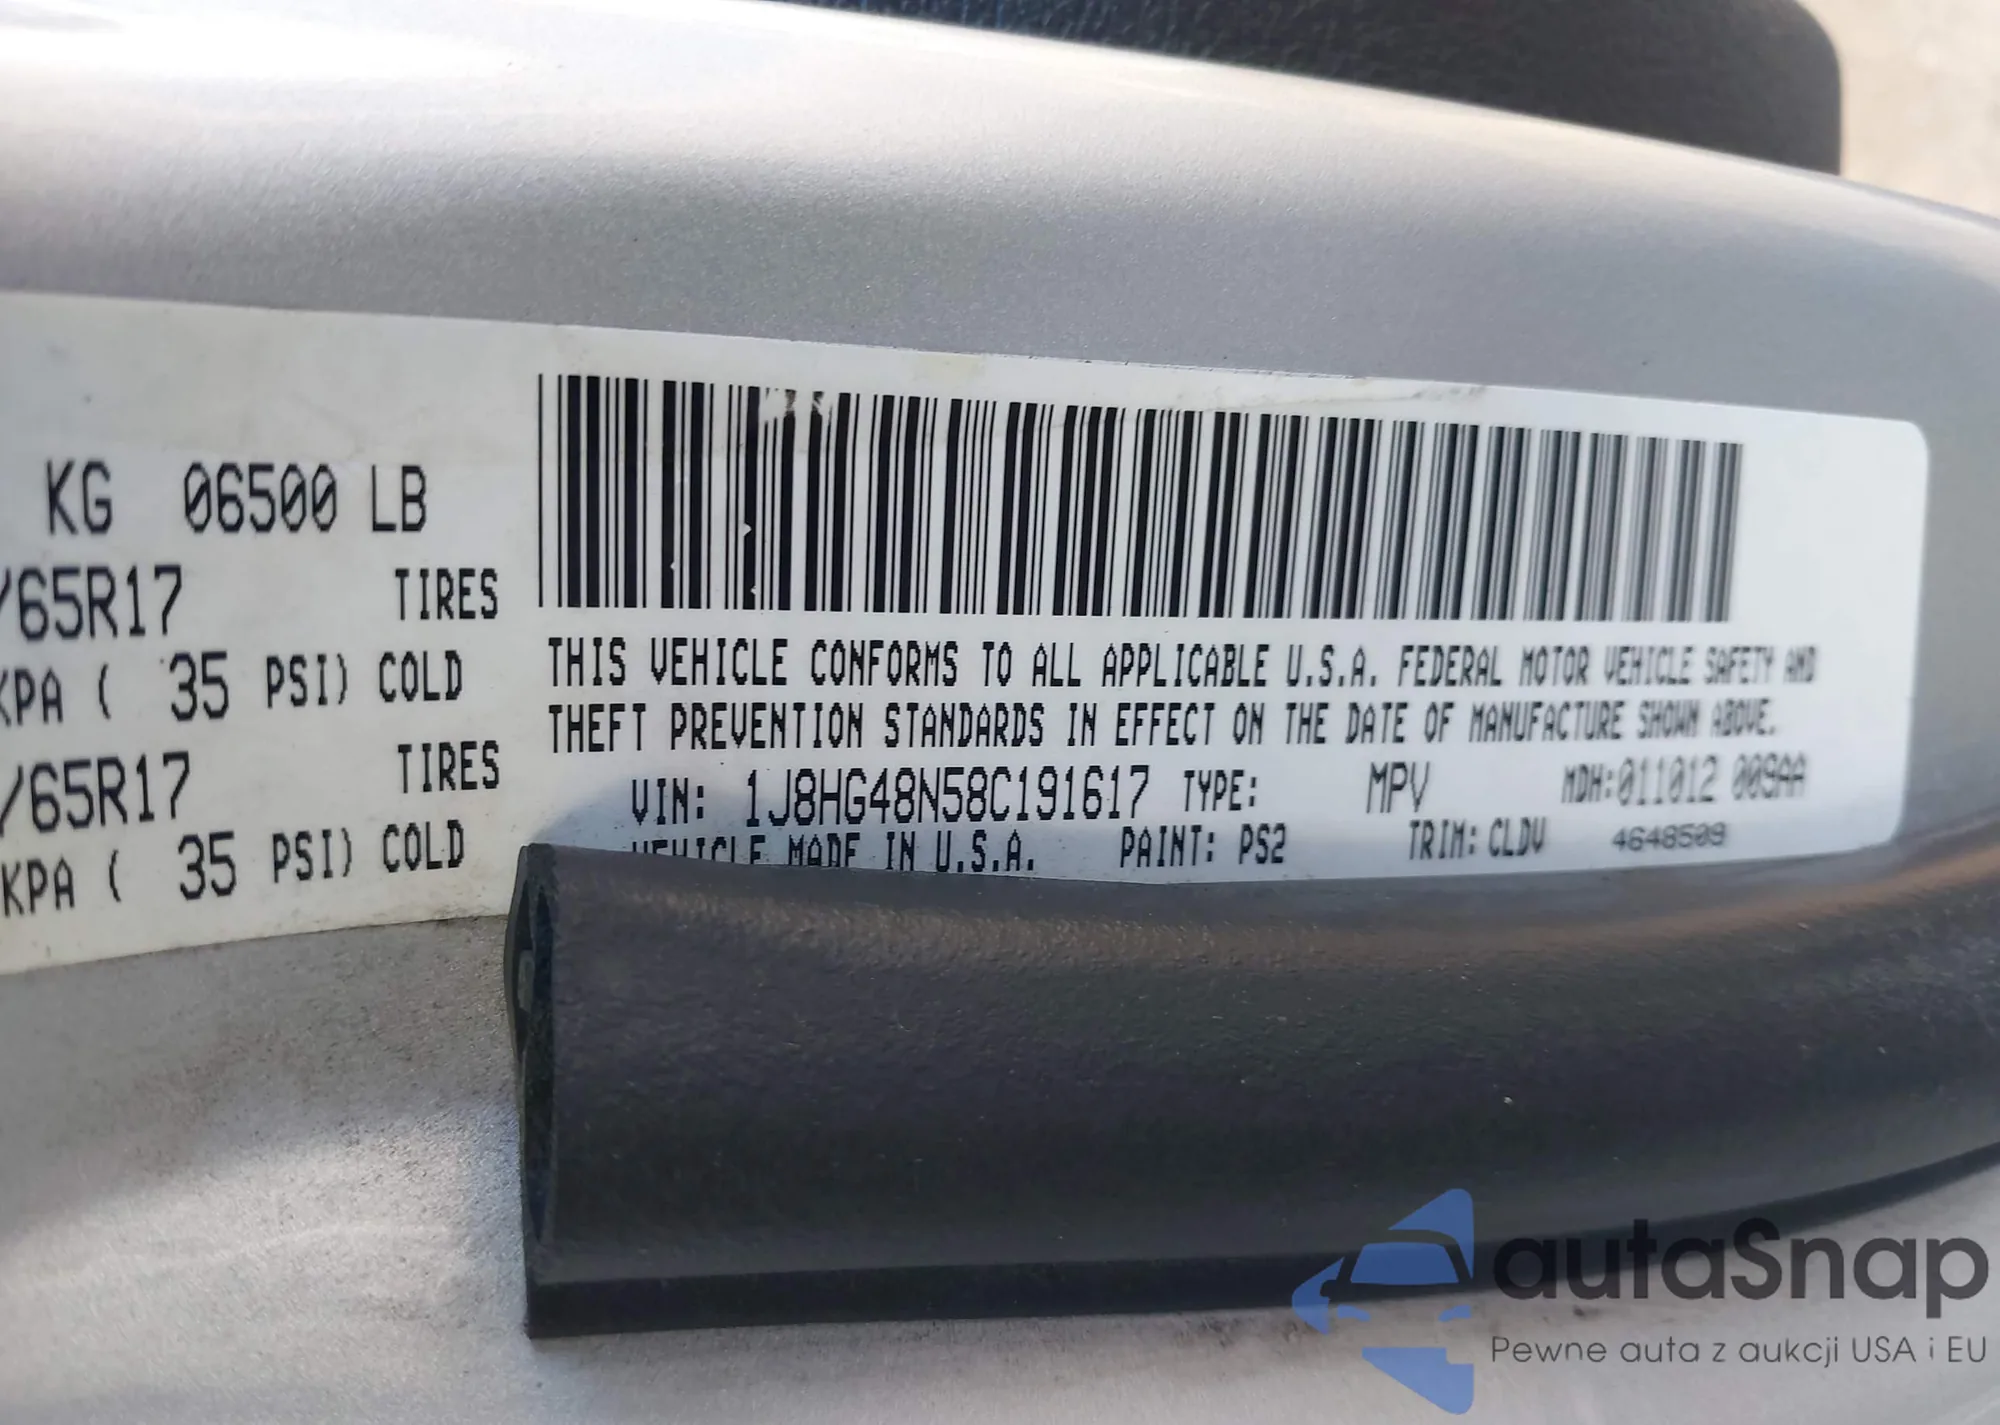 KG 06500 LB
/65R17 TIRES
KPA ( 35 PSI) COLD
/65R17 TIRES
KPA ( 35 PSI) COLD
THIS VEHICLE CONFORMS TO ALL APPLICABLE U.S.A. FEDERAL MOTOR VEHICLE SAFETY AND
THEFT PREVENTION STANDARDS IN EFFECT ON THE DATE OF MANUFACTURE SHOWN ABOVE.
VIN: 1J8HG48N58C191617 TYPE: MPV MDH:011012 009AA
VEHICLE MADE IN U.S.A. PAINT: PS2 TRIM: CLDV 4648509
autaSnap
Pewne auta z aukcji USA i EU